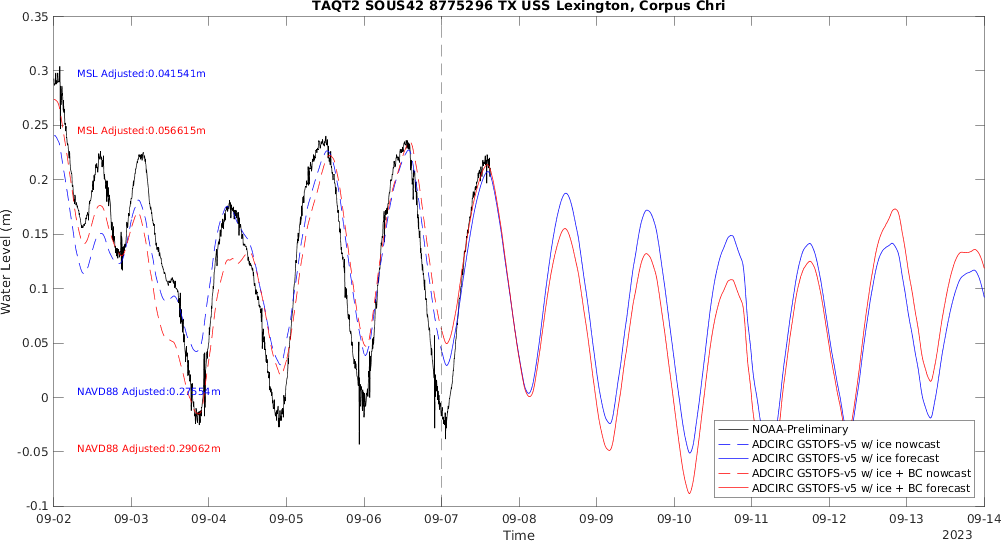 TAQT2 SOUS42 8775296 TX USS Lexington, Corpus Chri
0.35
0.3
0.25
0.2
0.15
0.1
0.05
0
-0.05
-0.1
Water Level (m)
MSL Adjusted:0.041541m
MSL Adjusted:0.056615m
NAVD88 Adjusted:0.27554m
NAVD88 Adjusted:0.29062m
NOAA-Preliminary
ADCIRC GSTOFS-v5 w/ ice nowcast
ADCIRC GSTOFS-v5 w/ ice forecast
ADCIRC GSTOFS-v5 w/ ice + BC nowcast
ADCIRC GSTOFS-v5 w/ ice + BC forecast
09-02 09-03 09-04 09-05 09-06 09-07 09-08 09-09 09-10 09-11 09-12 09-13 09-14
Time
2023